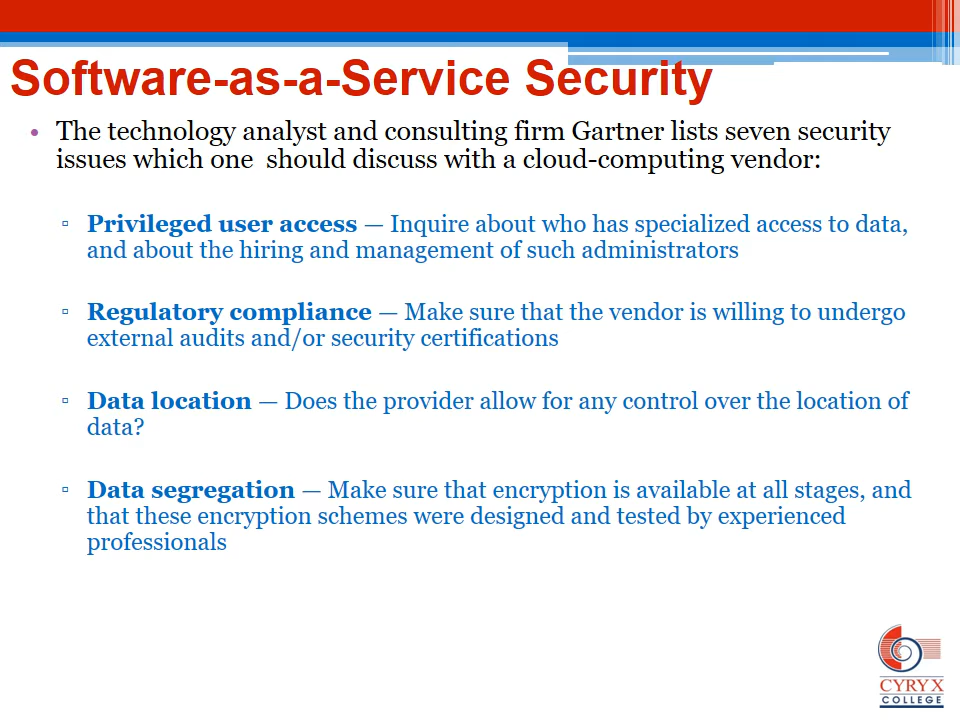 Software-as-a-Service Security
• The technology analyst and consulting firm Gartner lists seven security
issues which one  should discuss with a cloud-computing vendor:
▫ Privileged user access — Inquire about who has specialized access to data,
and about the hiring and management of such administrators
▫ Regulatory compliance — Make sure that the vendor is willing to undergo
external audits and/or security certifications
▫ Data location — Does the provider allow for any control over the location of
data?
▫ Data segregation — Make sure that encryption is available at all stages, and
that these encryption schemes were designed and tested by experienced
professionals
CYRYX
COLLEGE